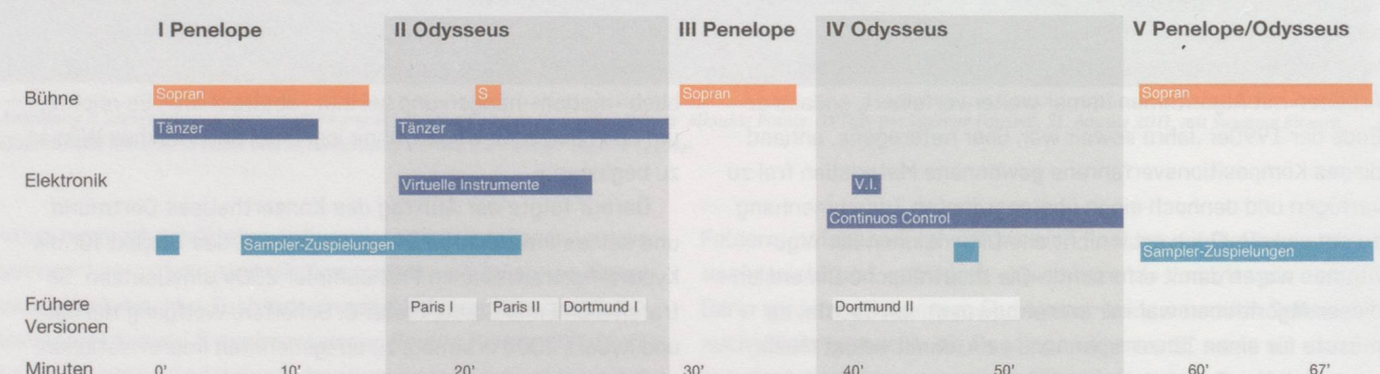 I Penelope II Odysseus III Penelope IV Odysseus V Penelope/Odysseus
Bühne Sopran S Sopran Sopran
Tänzer Tänzer
Elektronik Virtuelle Instrumente V.I.
Continuos Control
Sampler-Zuspielungen Sampler-Zuspielungen
Frühere Paris I Paris II Dortmund I Dortmund II
Versionen
Minuten 0' 10' 20' 30' 40' 50' 60' 67'